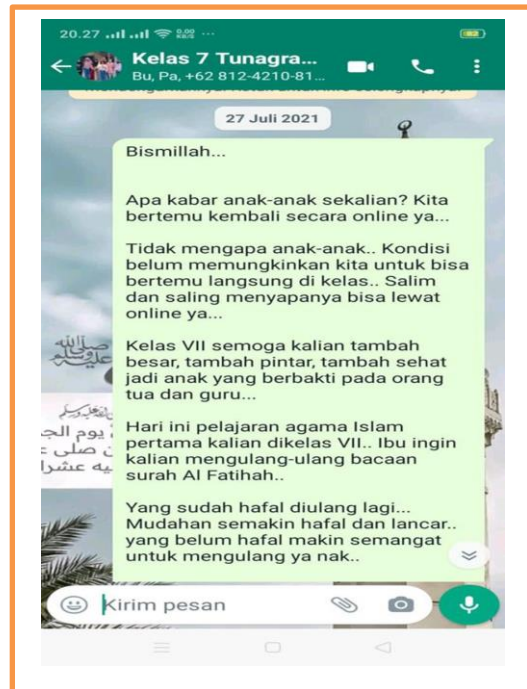 20.27
Kelas 7 Tunagra...
Bu, Pa, +62 812-4210-81...
27 Juli 2021
Bismillah...
Apa kabar anak-anak sekalian? Kita
bertemu kembali secara online ya...
Tidak mengapa anak-anak.. Kondisi
belum memungkinkan kita untuk bisa
bertemu langsung di kelas.. Salim
dan saling menyapanya bisa lewat
online ya...
Kelas VII semoga kalian tambah
besar, tambah pintar, tambah sehat
jadi anak yang berbakti pada orang
tua dan guru...
Hari ini pelajaran agama Islam
pertama kalian dikelas VII.. Ibu ingin
kalian mengulang-ulang bacaan
surah Al Fatihah..
Yang sudah hafal diulang lagi...
Mudahan semakin hafal dan lancar..
yang belum hafal makin semangat
untuk mengulang ya nak..
Kirim pesan